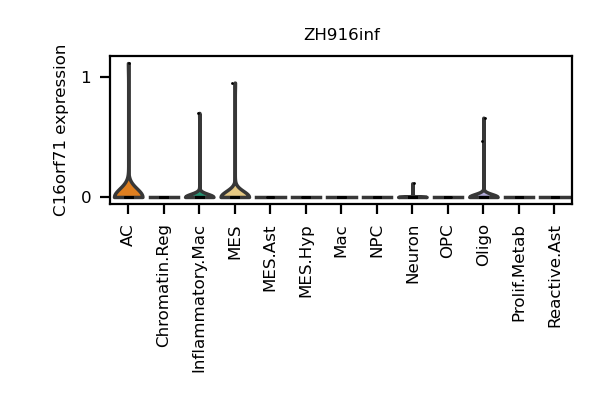 ZH916inf
C16orf71 expression
1
0
AC
Chromatin.Reg
Inflammatory.Mac
MES
MES.Ast
MES.Hyp
Mac
NPC
Neuron
OPC
Oligo
Prolif.Metab
Reactive.Ast